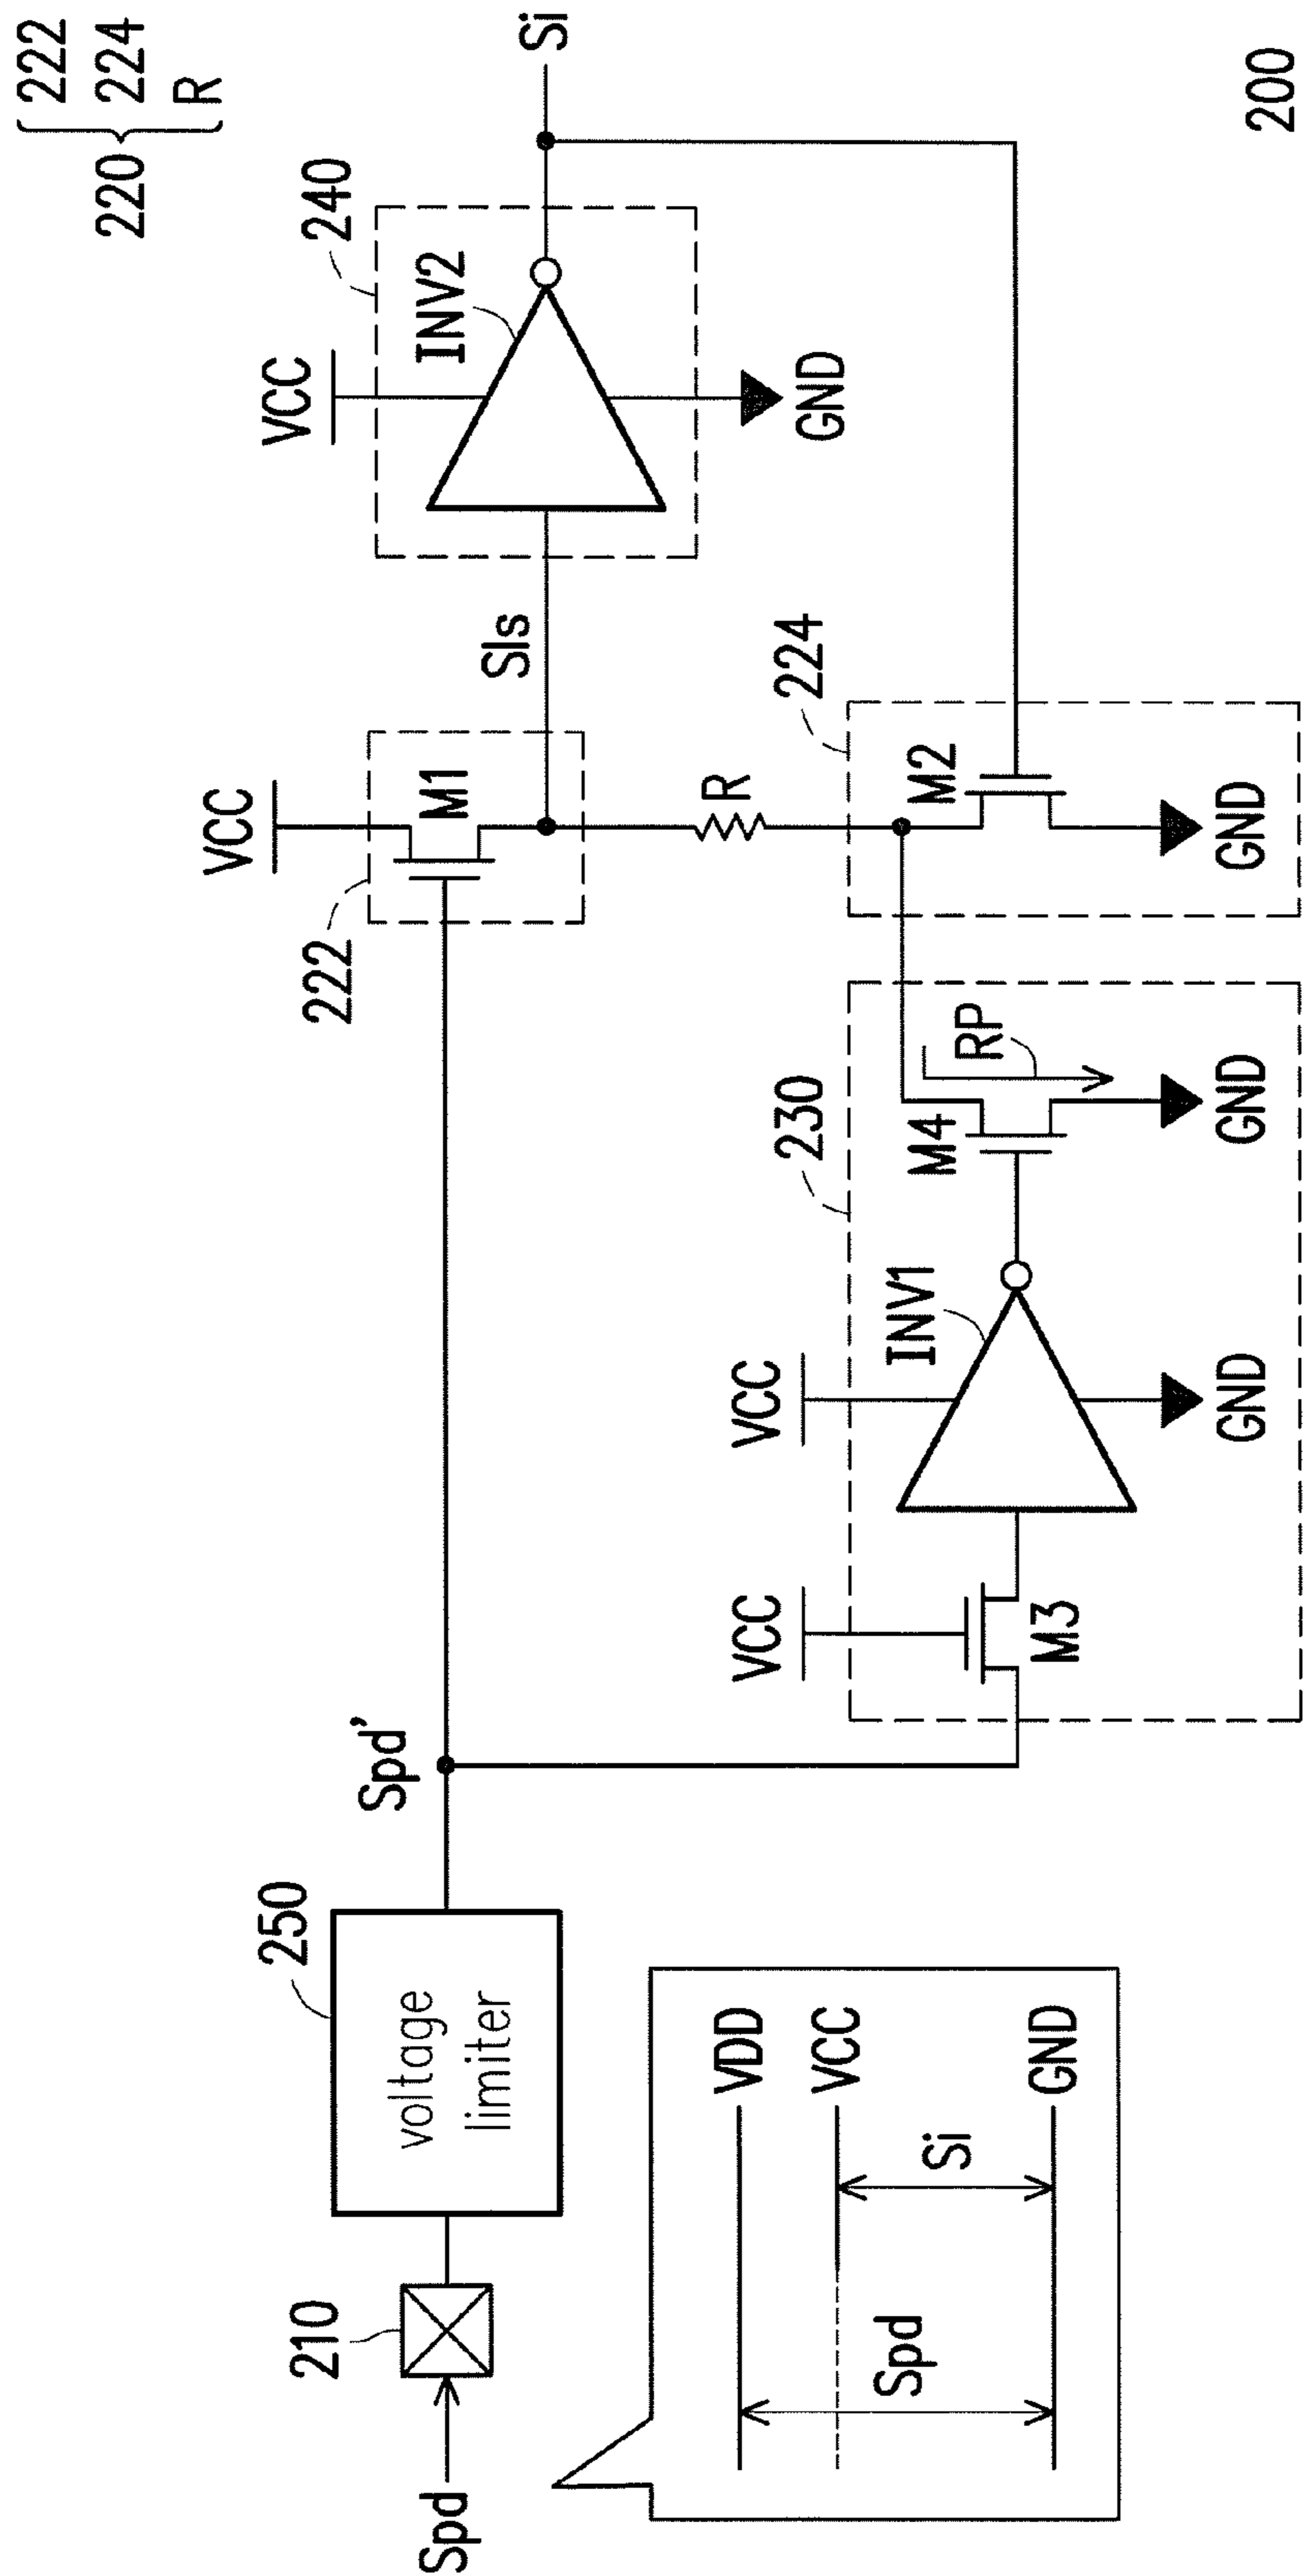 220 { 222
224
R
VCC
240
INV2
Si
GND
VCC
222
M1
SIs
R
224
M2
GND
Spd'
250
voltage
limiter
210
Spd
VCC
VCC
230
INV1
M3
M4
RP
GND
GND
VDD
VCC
GND
Spd
Si
200